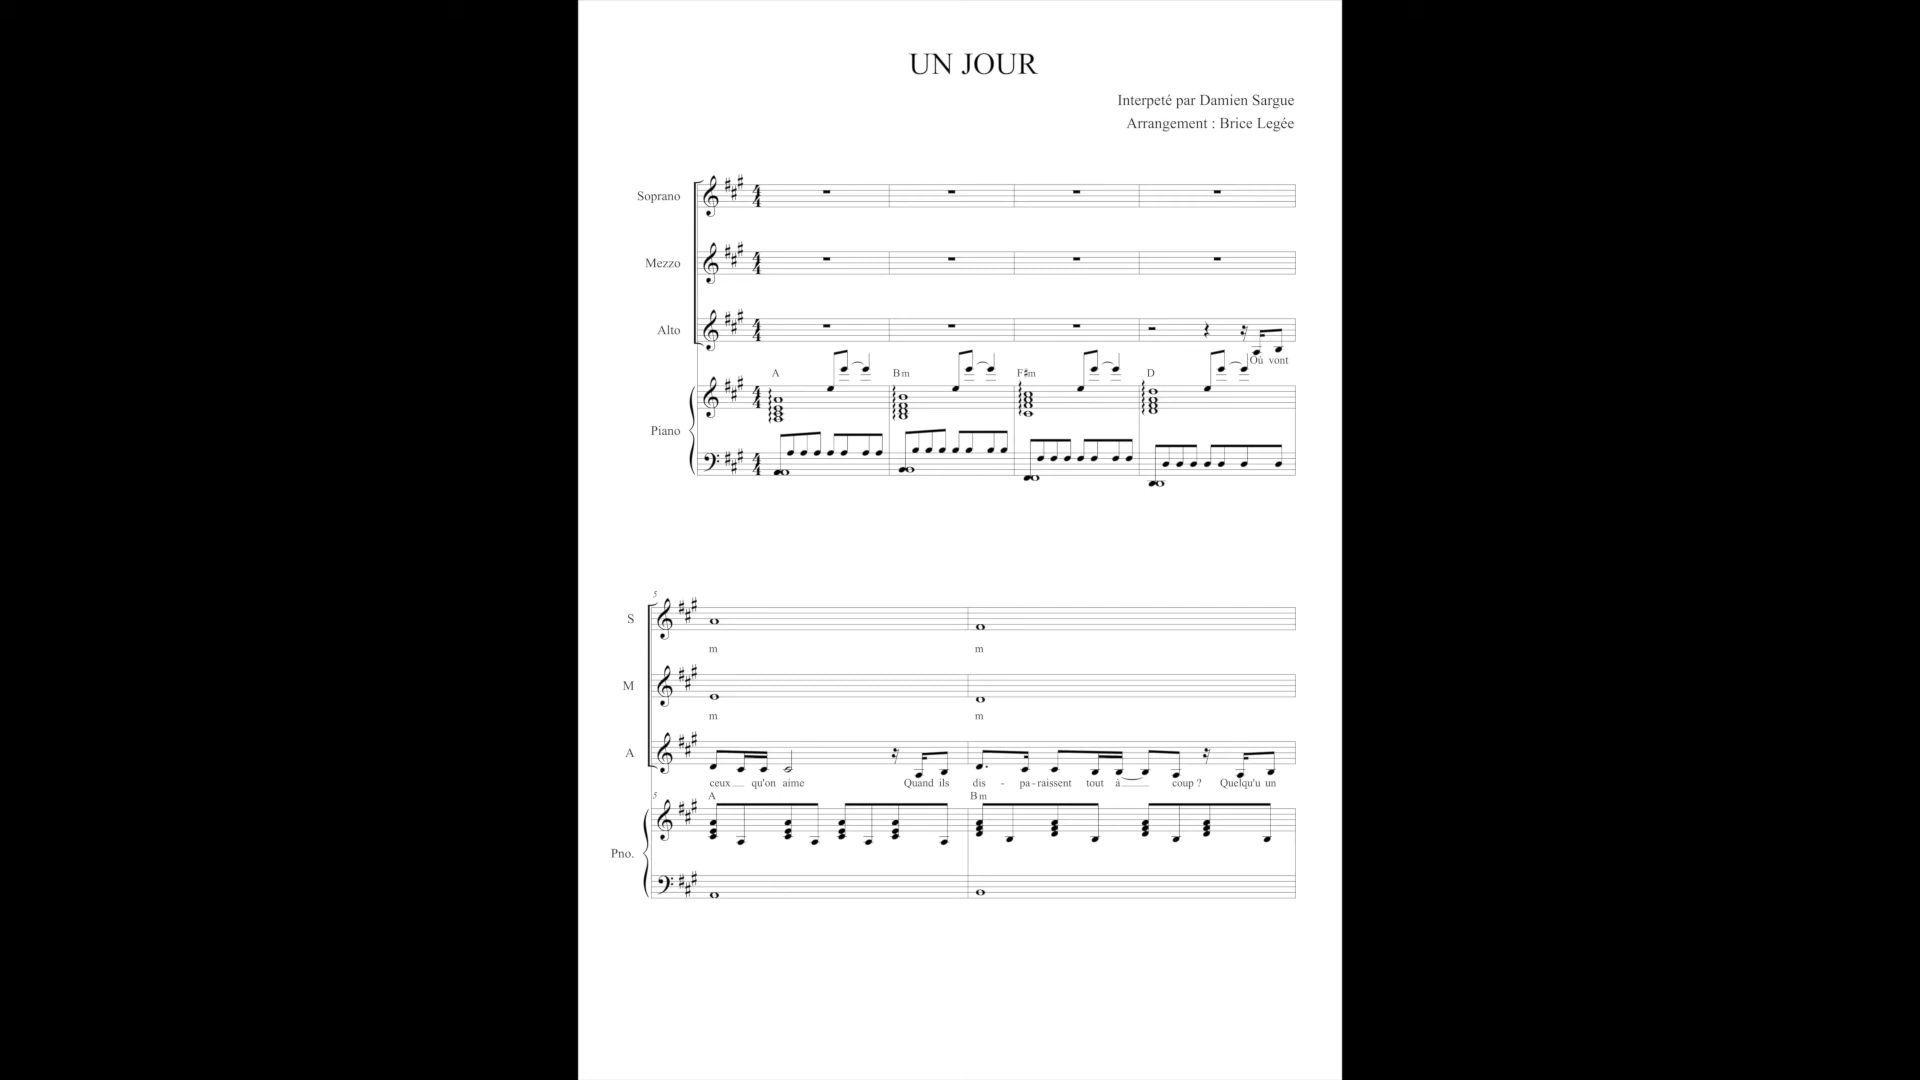 UN JOUR
Interpeté par Damien Sargue
Arrangement : Brice Legée
Soprano
Mezzo
Alto
Où vont
A Bm F♯m D
Piano
5
S
m m
M
m m
A
ceux qu'on aime Quand ils dis - pa - raissent tout à coup ? Quelqu'u un
5 A Bm
Pno.